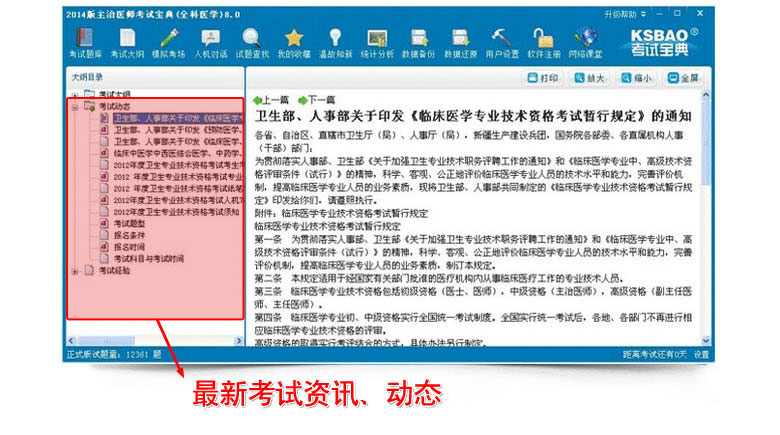 2014版主治医师考试宝典(全科医学)8.0
升级帮助
考试题库 考试大纲 模拟考场 人机对话 试题查找 我的收藏 温故知新 统计分析 数据备份 数据还原 用户设置 软件注册 网络课堂
KSBAO®
考试宝典
大纲目录
打印 放大 缩小 全屏
考试大纲
考试动态
卫生部、人事部关于印发《临床医学专
卫生部、人事部关于印发《预防医学、
卫生部、人事部关于印发《临床医学专
临床医学中西医结合医学、中药学、
2012年度卫生专业技术资格考试考生学
2012 年度卫生专业技术资格考试专业
2012 年度卫生专业技术资格考试纸笔
2012年度卫生专业技术资格考试人机对
2012年度卫生专业技术资格考试须知
考试题型
报名条件
报名时间
考试科目与考试时间
考试经验
上一篇 下一篇
卫生部、人事部关于印发《临床医学专业技术资格考试暂行规定》的通知
各省、自治区、直辖市卫生厅（局）、人事厅（局），新疆生产建设兵团，国务院各部委、各直属机构人事
（干部）部门：
为贯彻落实人事部、卫生部《关于加强卫生专业技术职务评聘工作的通知》和《临床医学专业中、高级技术资
格评审条件（试行）》的精神，科学、客观、公正地评价临床医学专业人员的技术水平和能力，完善评价机
制，提高临床医学专业人员的业务素质，现将卫生部、人事部共同制定的《临床医学专业技术资格考试暂行规
定》印发给你们，请遵照执行。
附件：临床医学专业技术资格考试暂行规定
临床医学专业技术资格考试暂行规定
第一条 为贯彻落实人事部、卫生部《关于加强卫生专业技术职务评聘工作的通知》和《临床医学专业中、高
级技术资格评审条件（试行）》的精神，科学、客观、公正地评价临床医学专业人员的技术水平和能力，完善
评价机制，提高临床医学专业人员的业务素质，制订本规定。
第二条 本规定适用于经国家有关部门批准的医疗机构内从事临床医疗工作的专业技术人员。
第三条 临床医学专业技术资格包括初级资格（医士、医师），中级资格（主治医师），高级资格（副主任医
师、主任医师）。
第四条 临床医学专业初、中级资格实行全国统一考试制度。全国实行统一考试后，各地、各部门不再进行相
应临床医学专业技术资格的评审。
高级资格的取得实行考评结合的方式，具体办法另行制定。
正式版试题量：12361 题
距离考试还有0天 设置
最新考试资讯、动态